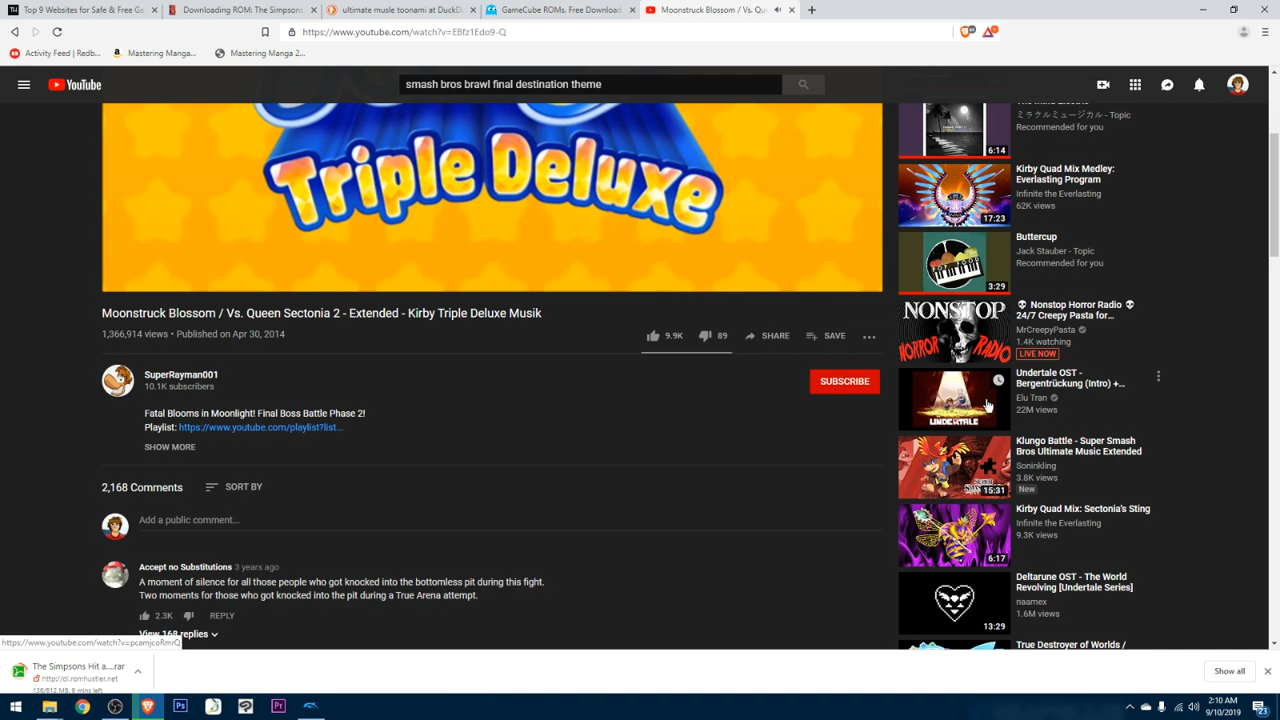 Top 9 Websites for Safe & Free Ga
Downloading ROM: The Simpsons
ultimate musle toonami at DuckD
GameCube ROMs. Free Download
Moonstruck Blossom / Vs. Qu
https://www.youtube.com/watch?v=EBfz1Edo9-Q
Activity Feed | Redb...
Mastering Manga...
Mastering Manga 2...
YouTube
smash bros brawl final destination theme
Triple Deluxe
Moonstruck Blossom / Vs. Queen Sectonia 2 - Extended - Kirby Triple Deluxe Music
1,366,914 views • Published on Apr 30, 2014
9.9K
89
SHARE
SAVE
SuperRayman001
10.1K subscribers
SUBSCRIBE
Fatal Blooms in Moonlight! Final Boss Battle Phase 2!
Playlist: https://www.youtube.com/playlist?list...
SHOW MORE
2,168 Comments
SORT BY
Add a public comment...
Accept no Substitutions 3 years ago
A moment of silence for all those people who got knocked into the bottomless pit during this fight.
Two moments for those who got knocked into the pit during a True Arena attempt.
2.3K
REPLY
View 168 replies
ミラクルミュージカル - Topic
Recommended for you
6:14
Kirby Quad Mix Medley:
Everlasting Program
Infinite the Everlasting
62K views
17:23
Buttercup
Jack Stauber - Topic
Recommended for you
3:29
NONSTOP
HORROR RADIO
💀 Nonstop Horror Radio 💀
24/7 Creepy Pasta for...
MrCreepyPasta
1.4K watching
LIVE NOW
UNDERTALE
Undertale OST -
Bergentrückung (Intro) +...
Elu Tran
22M views
Klungo Battle - Super Smash
Bros Ultimate Music Extended
Soninkling
3.8K views
New
15:31
Kirby Quad Mix: Sectonia's Sting
Infinite the Everlasting
9.3K views
6:17
Deltarune OST - The World
Revolving [Undertale Series]
naamex
1.6M views
13:29
True Destroyer of Worlds /
https://www.youtube.com/watch?v=pcamjcoRmrQ
The Simpsons Hit a....rar
http://dl.romhustler.net
136/612 MB, 9 mins left
Show all
2:10 AM
9/10/2019
23